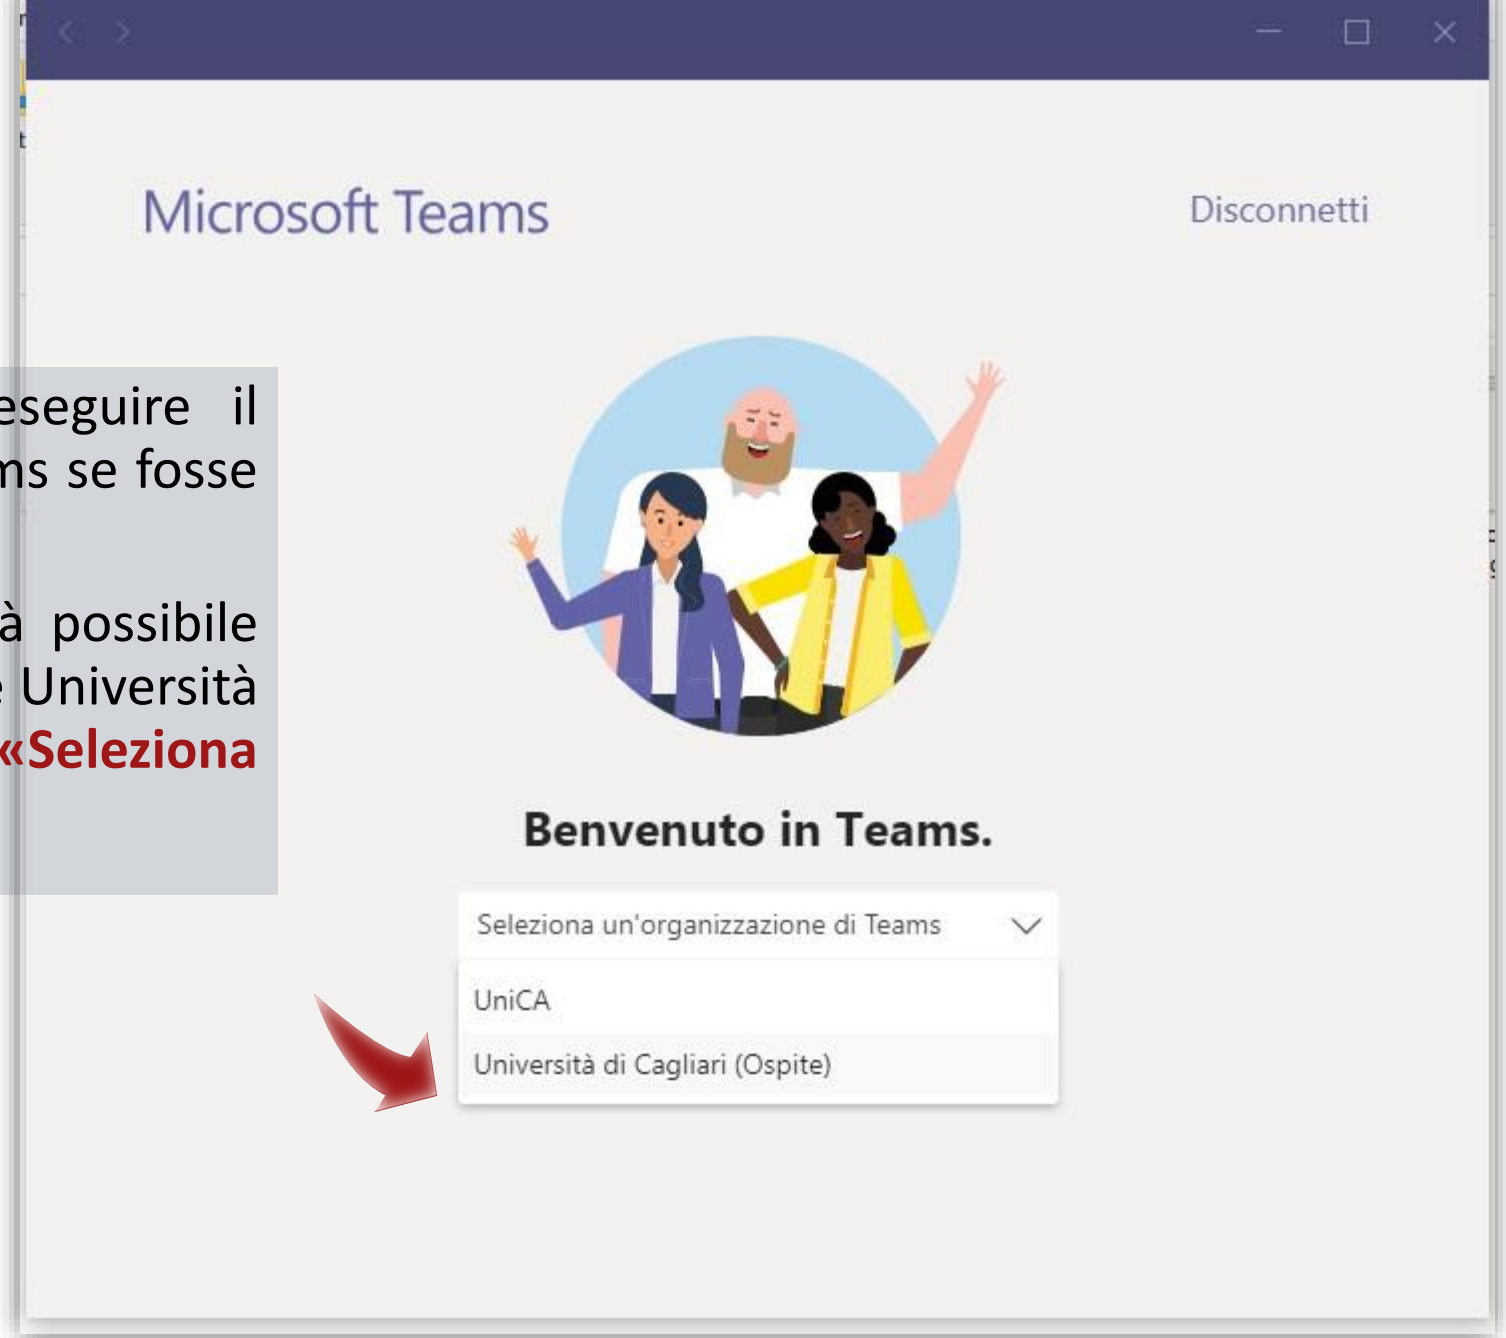 Microsoft Teams
Disconnetti
eseguire il
ms se fosse
à possibile
e Università
«Seleziona
Benvenuto in Teams.
Seleziona un'organizzazione di Teams
UniCA
Università di Cagliari (Ospite)